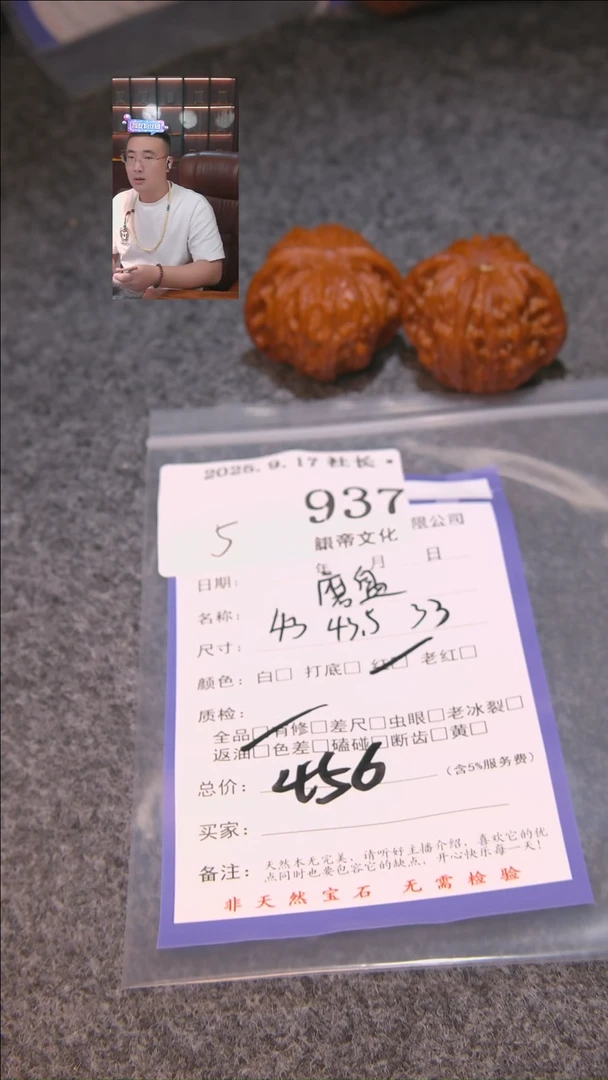 2025.9.17 社长·
937
5
麒帝文化
限公司
日期: 年 月 日
名称: 磨盘
尺寸: 43 43.5 33
颜色: 白□ 打底□ 红□ 老红□
质检:
全品□有修□差尺□虫眼□老冰裂□
返油□色差□磕碰□断齿□黄□
总价: 456 (含5%服务费)
买家:
备注: 天然本无完美,请听好主播介绍,喜欢它的优
点同时也要包容它的缺点,开心快乐每一天!
非天然宝石 无需检验